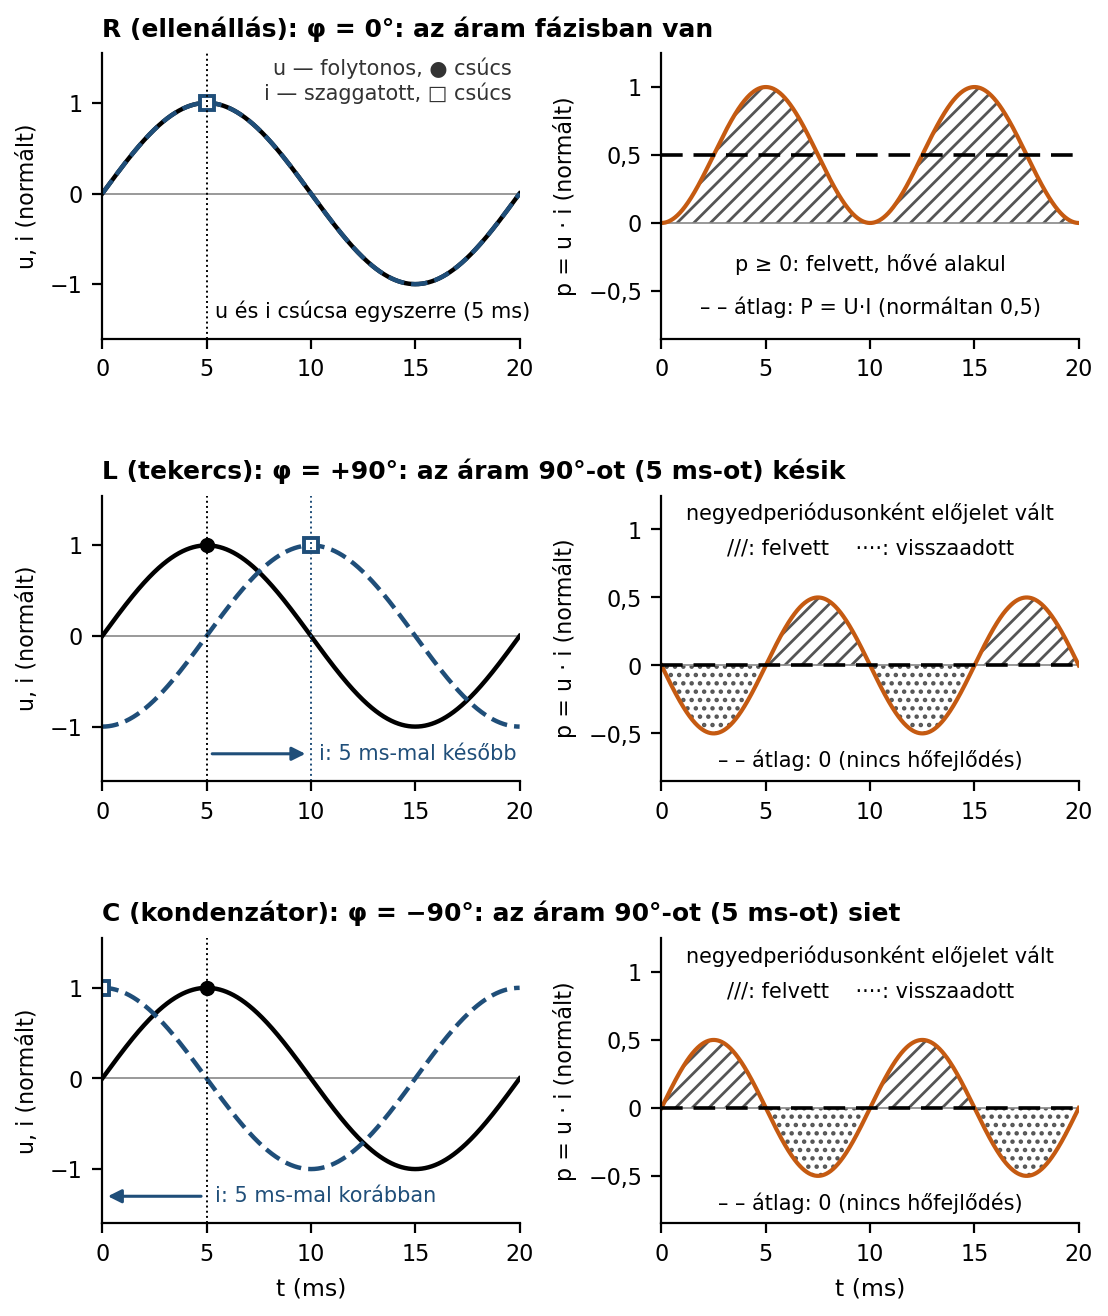 R (ellenállás): φ = 0°: az áram fázisban van
u — folytonos, ● csúcs
i — szaggatott, □ csúcs
u, i (normált)
1
0
−1
u és i csúcsa egyszerre (5 ms)
0 5 10 15 20
p = u · i (normált)
1
0,5
0
−0,5
p ≥ 0: felvett, hővé alakul
– – átlag: P = U·I (normáltan 0,5)
0 5 10 15 20
L (tekercs): φ = +90°: az áram 90°-ot (5 ms-ot) késik
u, i (normált)
1
0
−1
i: 5 ms-mal később
0 5 10 15 20
p = u · i (normált)
negyedperiódusonként előjelet vált
///: felvett ····: visszaadott
1
0,5
0
−0,5
– – átlag: 0 (nincs hőfejlődés)
0 5 10 15 20
C (kondenzátor): φ = −90°: az áram 90°-ot (5 ms-ot) siet
u, i (normált)
1
0
−1
i: 5 ms-mal korábban
0 5 10 15 20
t (ms)
p = u · i (normált)
negyedperiódusonként előjelet vált
///: felvett ····: visszaadott
1
0,5
0
−0,5
– – átlag: 0 (nincs hőfejlődés)
0 5 10 15 20
t (ms)